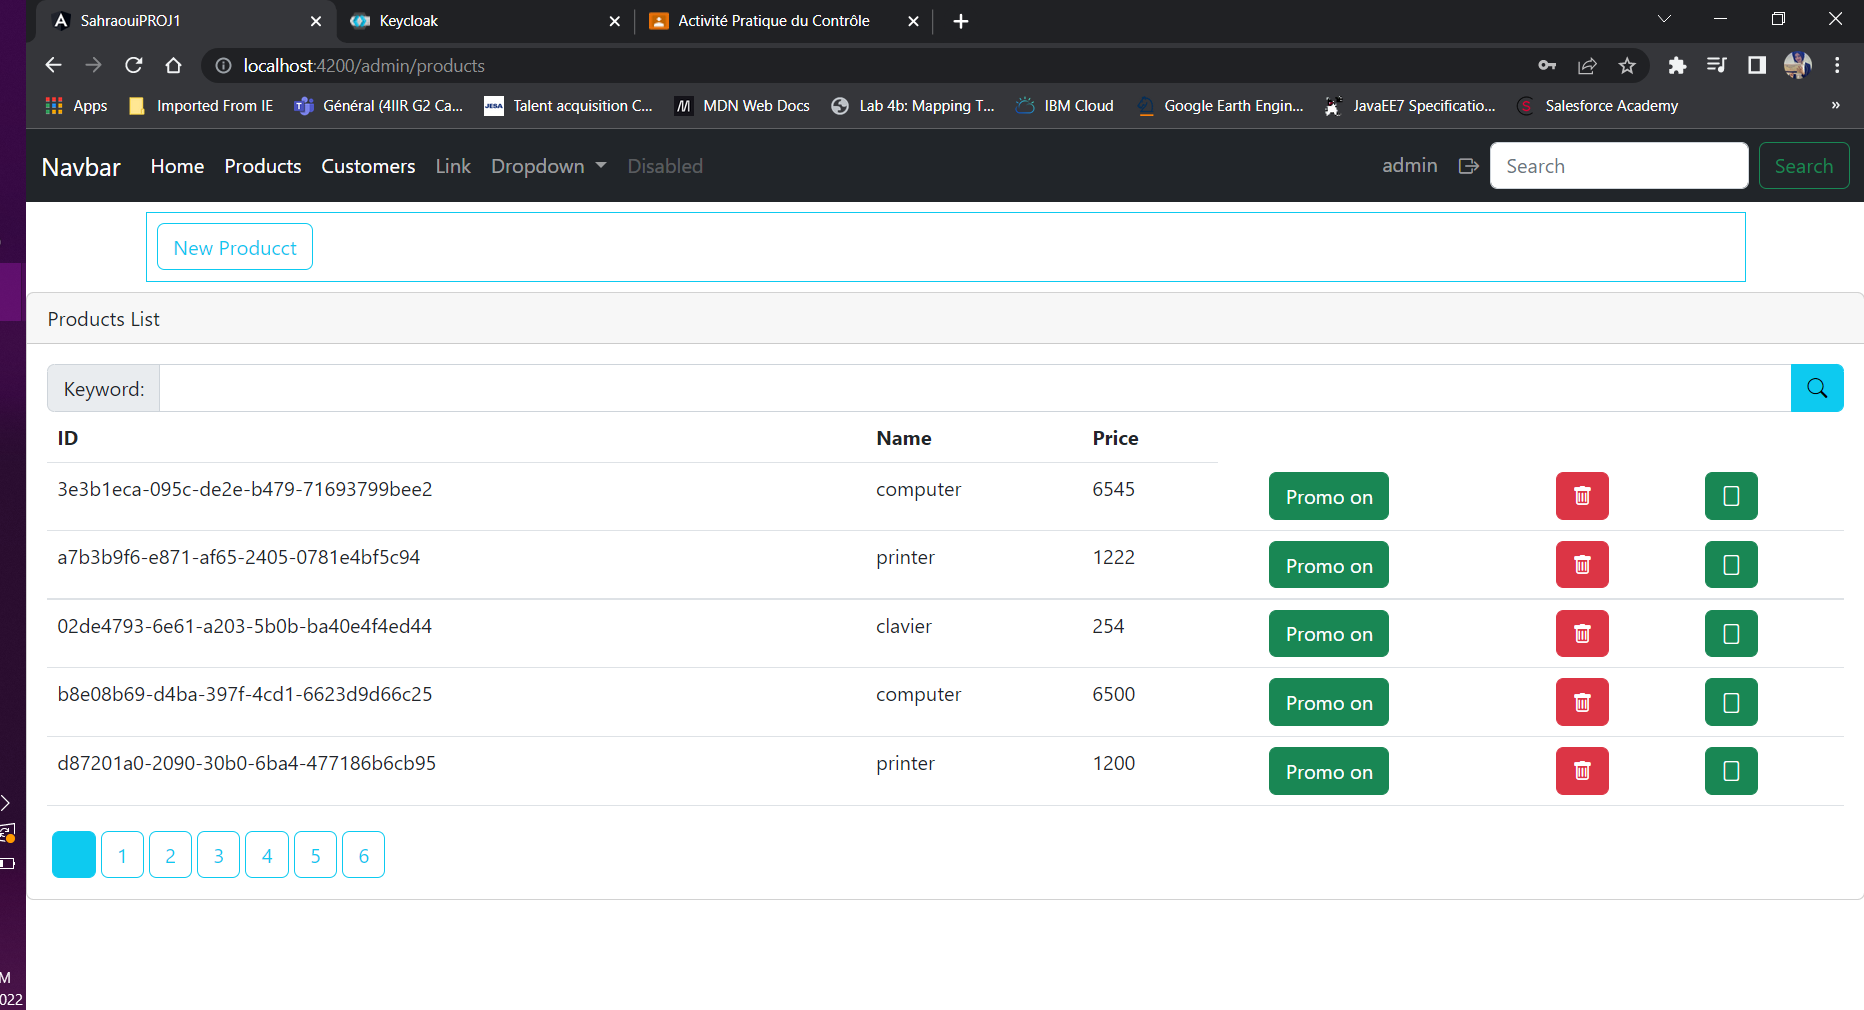 SahraouiPROJ1
Keycloak
Activité Pratique du Contrôle
localhost:4200/admin/products
Apps
Imported From IE
Général (4IIR G2 Ca...
JESA
Talent acquisition C...
MDN Web Docs
Lab 4b: Mapping T...
IBM Cloud
Google Earth Engin...
JavaEE7 Specificatio...
S
Salesforce Academy
»
Navbar
Home
Products
Customers
Link
Dropdown
Disabled
admin
Search
Search
New Producct
Products List
Keyword:
ID Name Price
3e3b1eca-095c-de2e-b479-71693799bee2 computer 6545 Promo on
a7b3b9f6-e871-af65-2405-0781e4bf5c94 printer 1222 Promo on
02de4793-6e61-a203-5b0b-ba40e4f4ed44 clavier 254 Promo on
b8e08b69-d4ba-397f-4cd1-6623d9d66c25 computer 6500 Promo on
d87201a0-2090-30b0-6ba4-477186b6cb95 printer 1200 Promo on
1 2 3 4 5 6
M
022